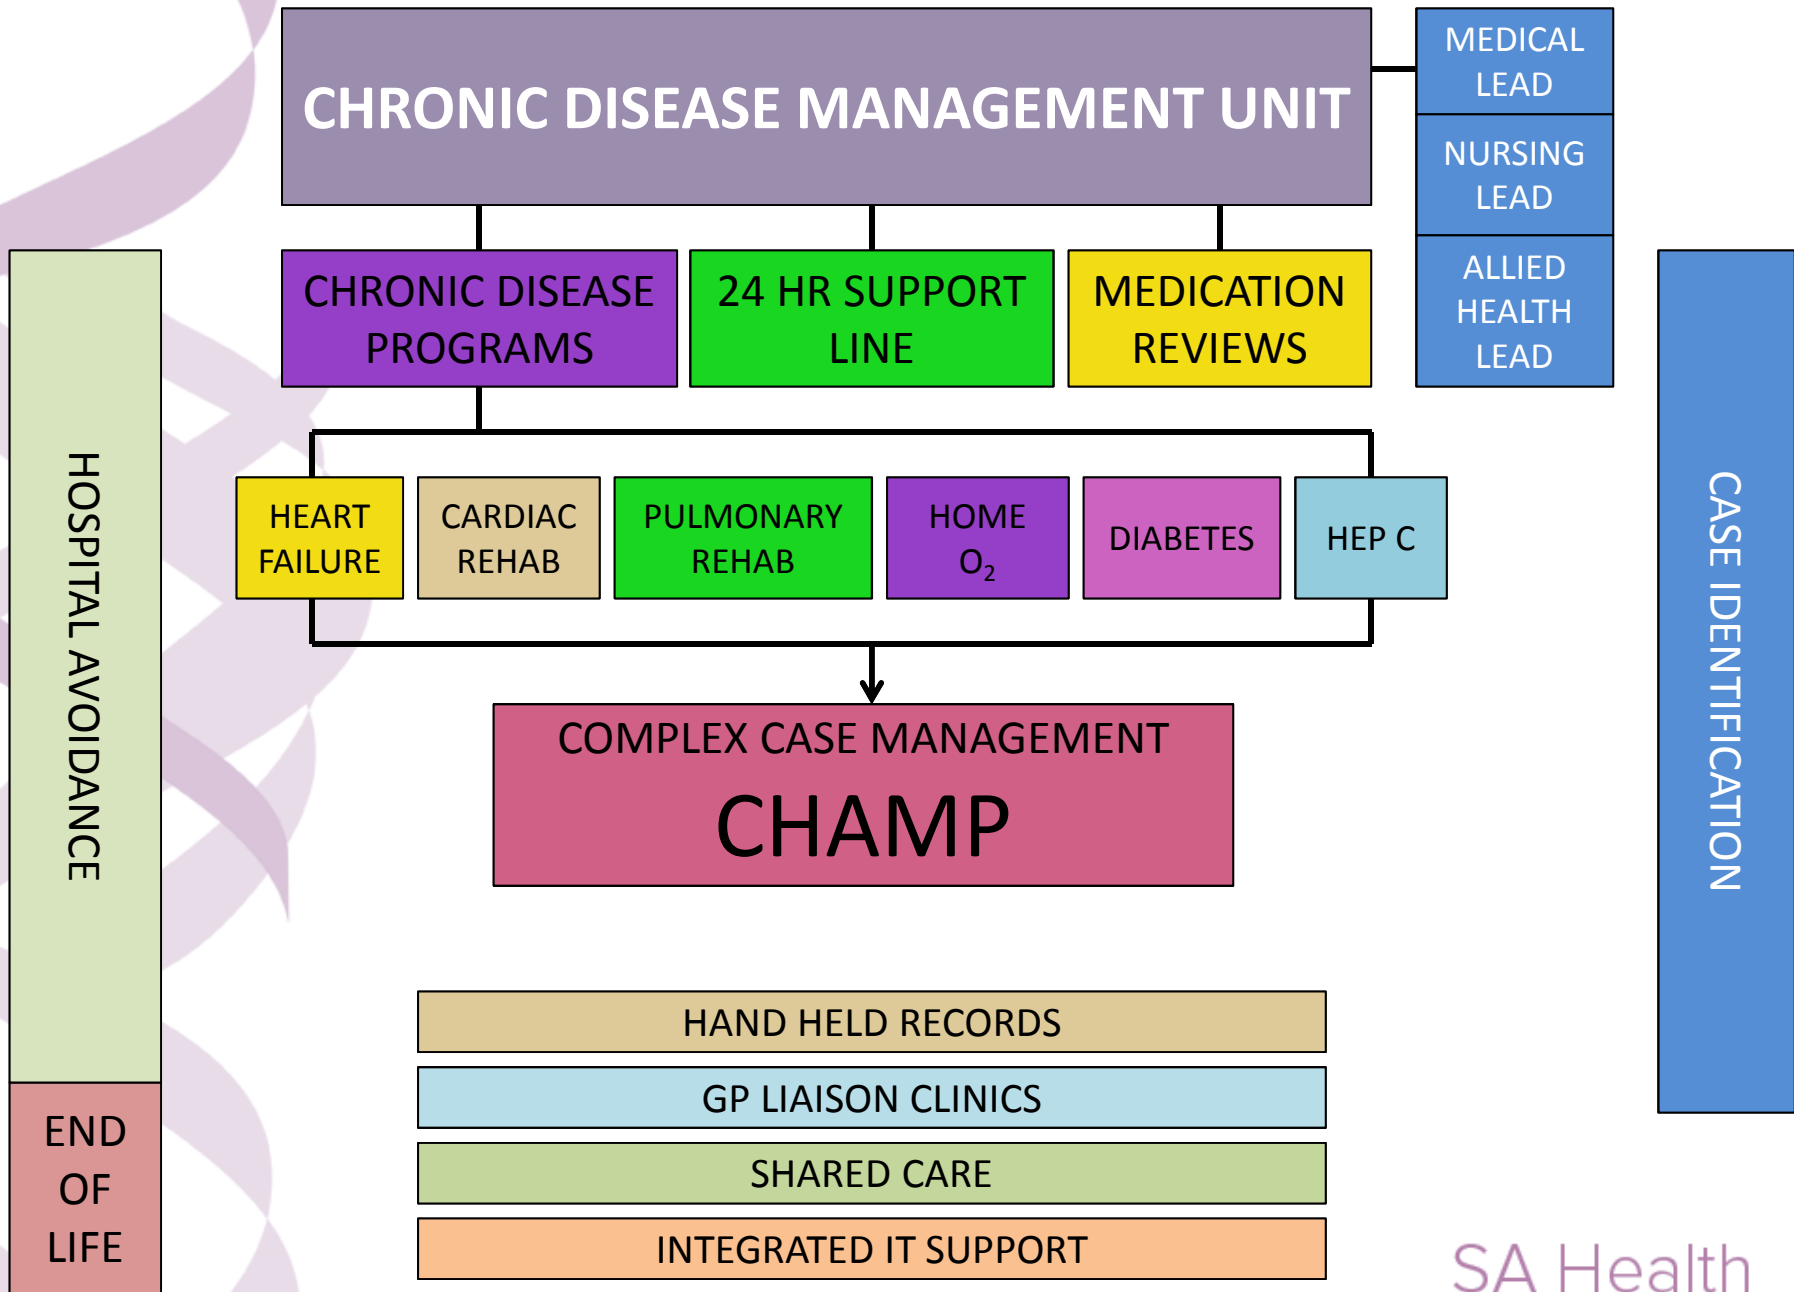 CHRONIC DISEASE MANAGEMENT UNIT
MEDICAL
LEAD
NURSING
LEAD
ALLIED
HEALTH
LEAD
CHRONIC DISEASE
PROGRAMS
24 HR SUPPORT
LINE
MEDICATION
REVIEWS
HOSPITAL AVOIDANCE
CASE IDENTIFICATION
HEART
FAILURE
CARDIAC
REHAB
PULMONARY
REHAB
HOME
O₂
DIABETES
HEP C
COMPLEX CASE MANAGEMENT
CHAMP
HAND HELD RECORDS
GP LIAISON CLINICS
SHARED CARE
INTEGRATED IT SUPPORT
END
OF
LIFE
SA Health